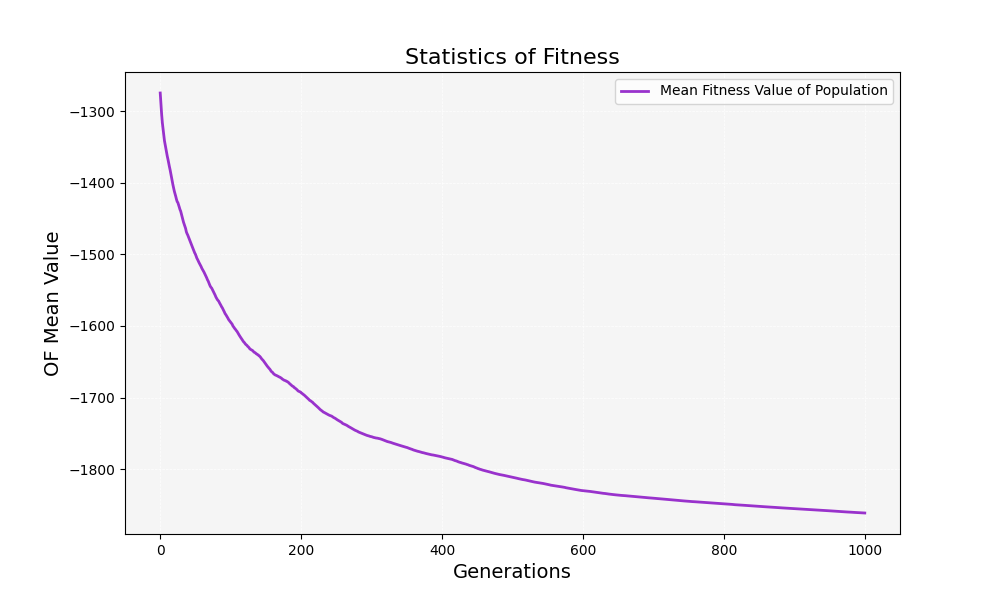 Statistics of Fitness
Mean Fitness Value of Population
OF Mean Value
−1300
−1400
−1500
−1600
−1700
−1800
0 200 400 600 800 1000
Generations